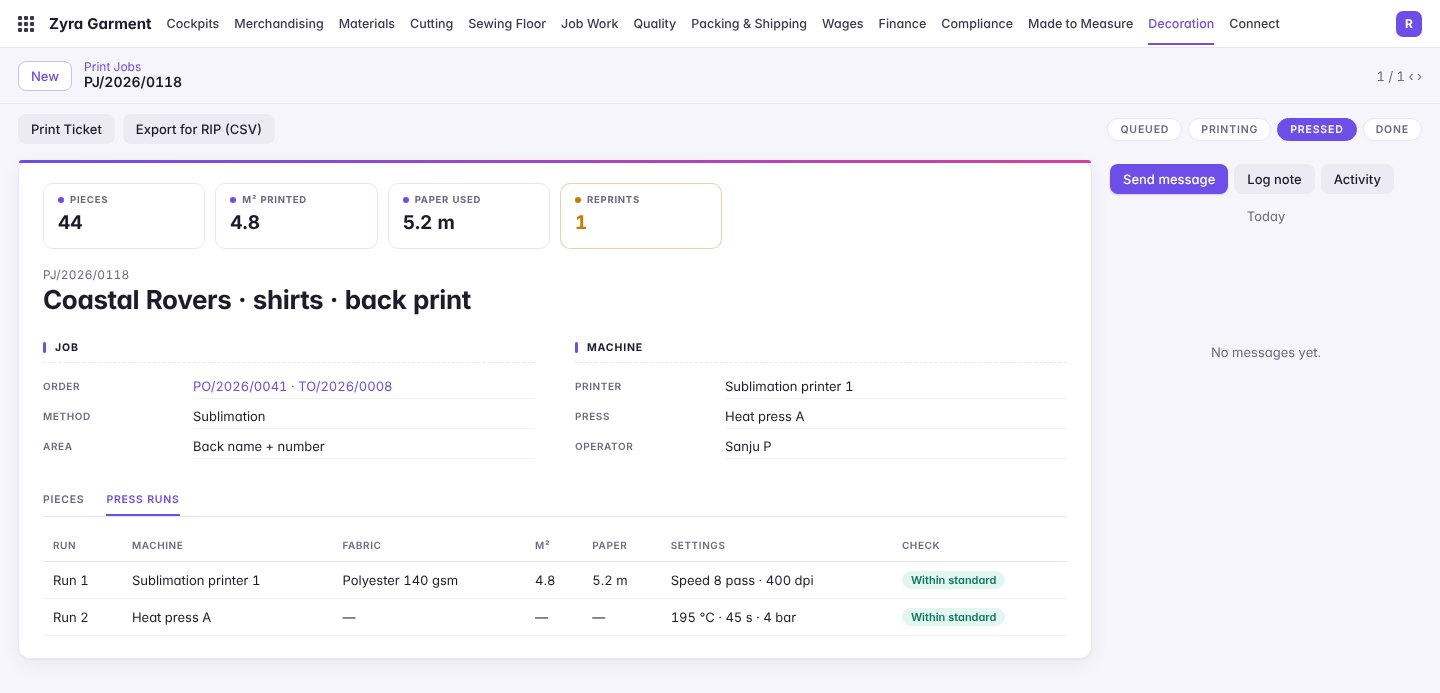 Zyra Garment Cockpits Merchandising Materials Cutting Sewing Floor Job Work Quality Packing & Shipping Wages Finance Compliance Made to Measure Decoration Connect R
New Print Jobs
PJ/2026/0118
1 / 1 ‹ ›
Print Ticket Export for RIP (CSV) QUEUED PRINTING PRESSED DONE
Send message Log note Activity
Today
No messages yet.
PIECES M² PRINTED PAPER USED REPRINTS
44 4.8 5.2 m 1
PJ/2026/0118
Coastal Rovers · shirts · back print
JOB MACHINE
ORDER PO/2026/0041 · TO/2026/0008 PRINTER Sublimation printer 1
METHOD Sublimation PRESS Heat press A
AREA Back name + number OPERATOR Sanju P
PIECES PRESS RUNS
RUN MACHINE FABRIC M² PAPER SETTINGS CHECK
Run 1 Sublimation printer 1 Polyester 140 gsm 4.8 5.2 m Speed 8 pass · 400 dpi Within standard
Run 2 Heat press A — — — 195 °C · 45 s · 4 bar Within standard